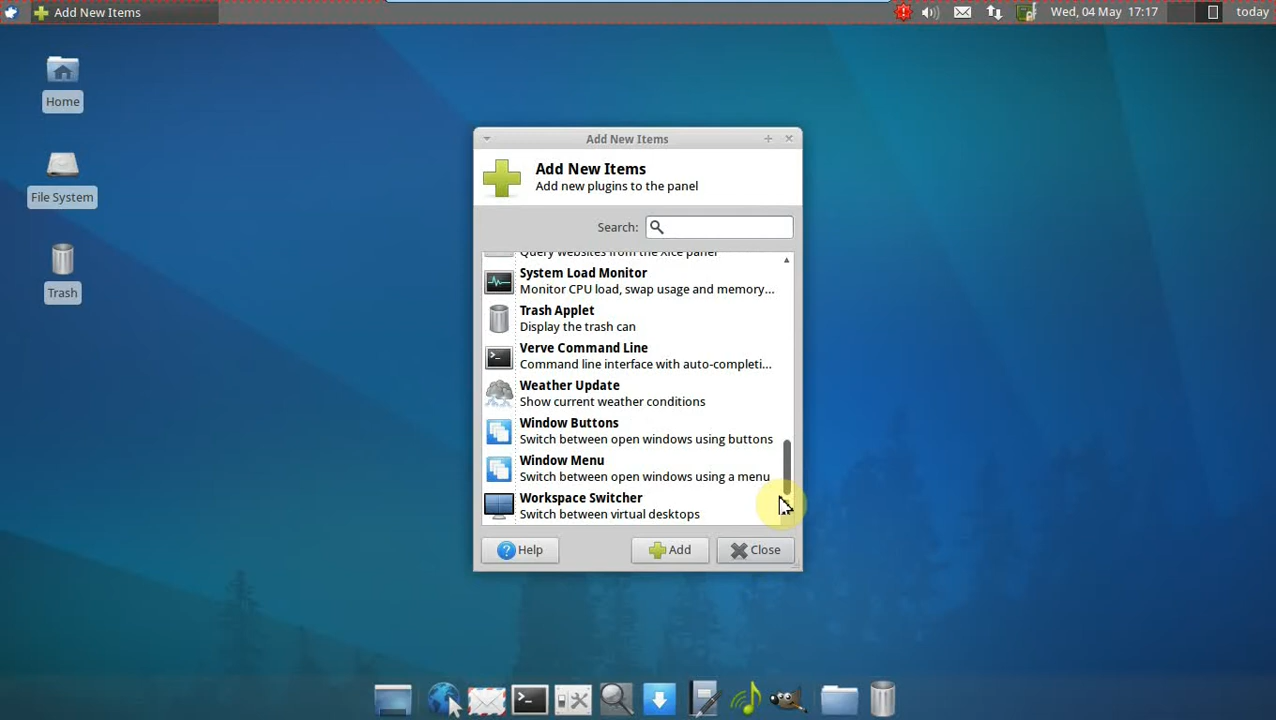 Add New Items
Wed, 04 May 17:17
today
Home
File System
Trash
Add New Items
Add New Items
Add new plugins to the panel
Search:
Query websites from the Xfce panel
System Load Monitor
Monitor CPU load, swap usage and memory...
Trash Applet
Display the trash can
Verve Command Line
Command line interface with auto-completi...
Weather Update
Show current weather conditions
Window Buttons
Switch between open windows using buttons
Window Menu
Switch between open windows using a menu
Workspace Switcher
Switch between virtual desktops
Help
Add
Close